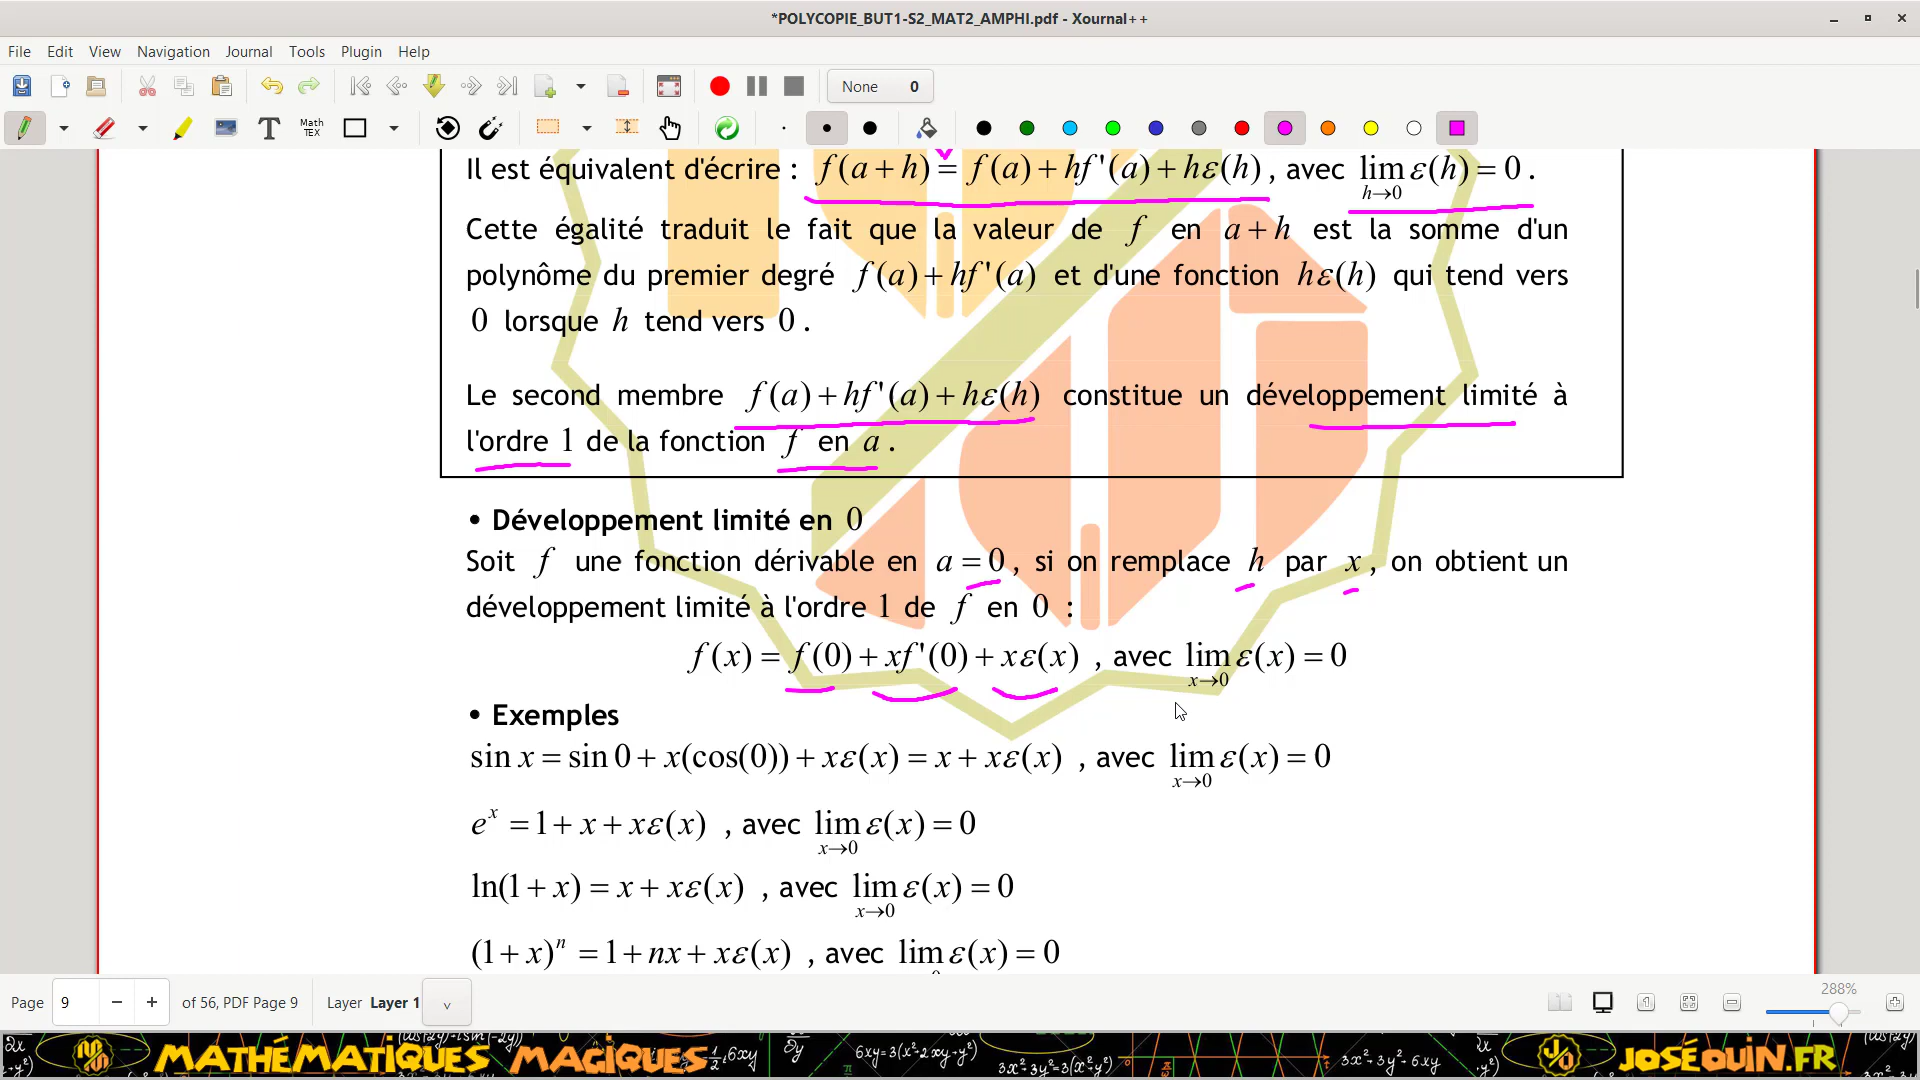 *POLYCOPIE_BUT1-S2_MAT2_AMPHI.pdf - Xournal++
File Edit View Navigation Journal Tools Plugin Help
None 0
T Math TEX
Il est équivalent d'écrire : f(a+h) = f(a)+hf'(a)+hε(h), avec lim ε(h) = 0.
h→0
Cette égalité traduit le fait que la valeur de f en a+h est la somme d'un
polynôme du premier degré f(a)+hf'(a) et d'une fonction hε(h) qui tend vers
0 lorsque h tend vers 0.
Le second membre f(a)+hf'(a)+hε(h) constitue un développement limité à
l'ordre 1 de la fonction f en a.
• Développement limité en 0
Soit f une fonction dérivable en a=0, si on remplace h par x, on obtient un
développement limité à l'ordre 1 de f en 0 :
f(x) = f(0)+xf'(0)+xε(x) , avec lim ε(x) = 0
x→0
• Exemples
sin x = sin 0 + x(cos(0)) + xε(x) = x + xε(x) , avec lim ε(x) = 0
x→0
e^x = 1+x+xε(x) , avec lim ε(x) = 0
x→0
ln(1+x) = x+xε(x) , avec lim ε(x) = 0
x→0
(1+x)^n = 1+nx+xε(x) , avec lim ε(x) = 0
Page 9 − + of 56, PDF Page 9 Layer Layer 1 288%
MATHÉMATIQUES MAGIQUES JOSÉOUIN.FR